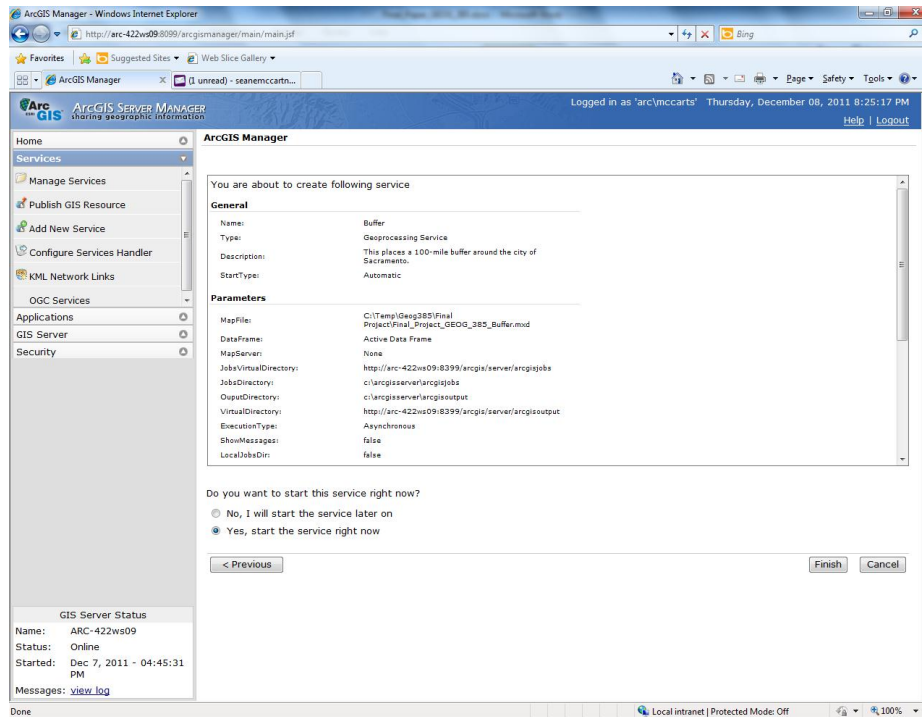 ArcGIS Manager - Windows Internet Explorer
http://arc-422ws09:8099/arcgismanager/main/main.jsf
Bing
Favorites
Suggested Sites
Web Slice Gallery
ArcGIS Manager
(1 unread) - seanemccartn...
Page
Safety
Tools
Arc GIS
ArcGIS Server Manager
sharing geographic information
Logged in as 'arc\mccarts' Thursday, December 08, 2011 8:25:17 PM
Help | Logout
Home
Services
Manage Services
Publish GIS Resource
Add New Service
Configure Services Handler
KML Network Links
OGC Services
Applications
GIS Server
Security
ArcGIS Manager
You are about to create following service
General
Name: Buffer
Type: Geoprocessing Service
Description: This places a 100-mile buffer around the city of
Sacramento.
StartType: Automatic
Parameters
MapFile: C:\Temp\Geog385\Final
Project\Final_Project_GEOG_385_Buffer.mxd
DataFrame: Active Data Frame
MapServer: None
JobsVirtualDirectory: http://arc-422ws09:8399/arcgis/server/arcgisjobs
JobsDirectory: c:\arcgisserver\arcgisjobs
OuputDirectory: c:\arcgisserver\arcgisoutput
VirtualDirectory: http://arc-422ws09:8399/arcgis/server/arcgisoutput
ExecutionType: Asynchronous
ShowMessages: false
LocalJobsDir: false
Do you want to start this service right now?
No, I will start the service later on
Yes, start the service right now
< Previous
Finish
Cancel
GIS Server Status
Name: ARC-422ws09
Status: Online
Started: Dec 7, 2011 - 04:45:31
PM
Messages: view log
Done
Local intranet | Protected Mode: Off
100%